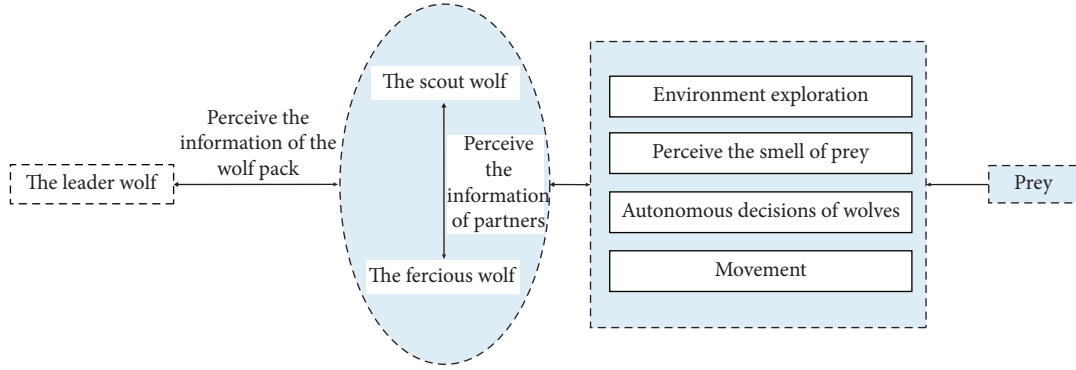 The leader wolf
Perceive the
information of the
wolf pack
The scout wolf
Perceive
the
information
of partners
The fercious wolf
Environment exploration
Perceive the smell of prey
Autonomous decisions of wolves
Movement
Prey